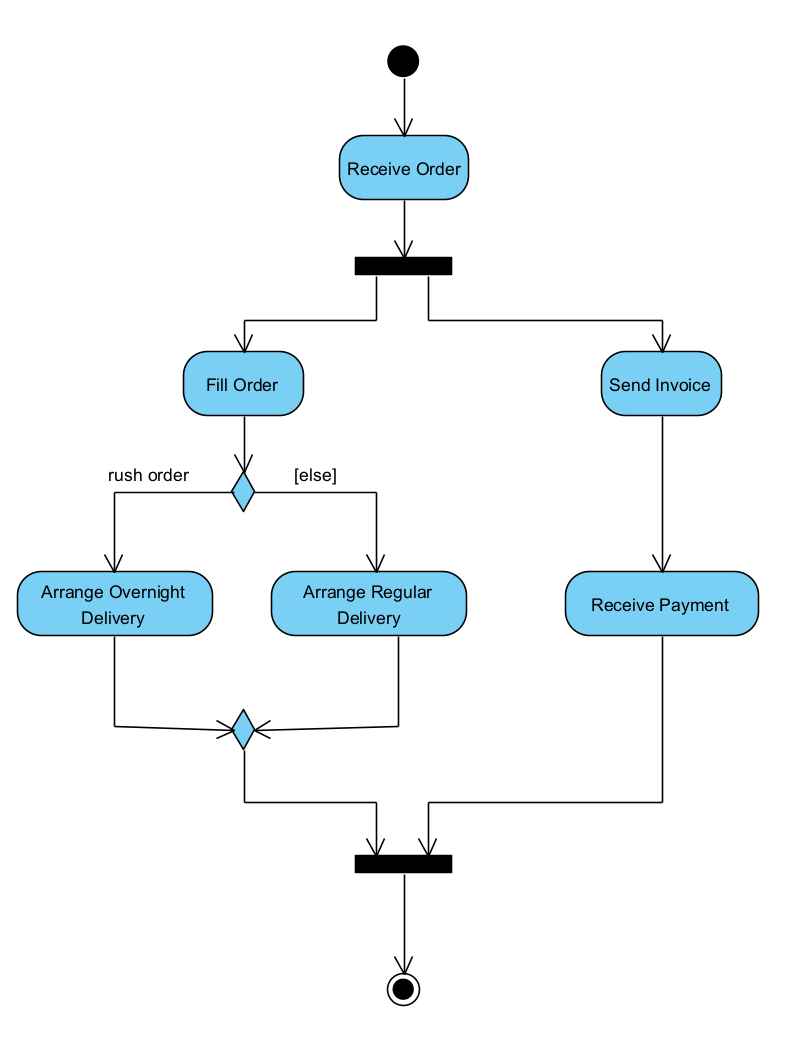 Receive Order
Fill Order
Send Invoice
rush order
[else]
Arrange Overnight
Delivery
Arrange Regular
Delivery
Receive Payment